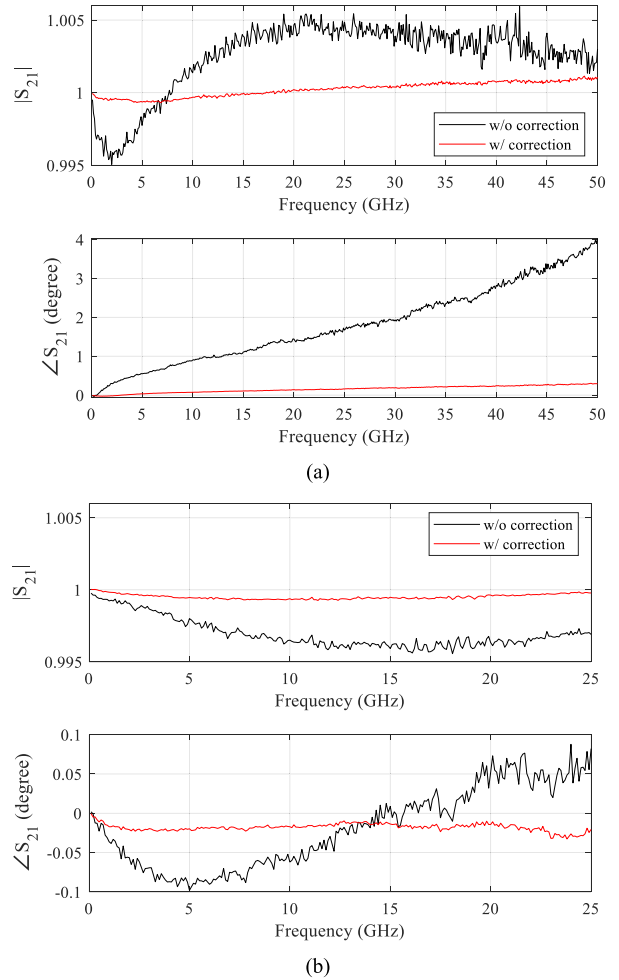 1.005
1
0.995
|S21|
w/o correction
w/ correction
0 5 10 15 20 25 30 35 40 45 50
Frequency (GHz)
4
3
2
1
0
∠S21 (degree)
0 5 10 15 20 25 30 35 40 45 50
Frequency (GHz)
(a)
1.005
1
0.995
|S21|
w/o correction
w/ correction
0 5 10 15 20 25
Frequency (GHz)
0.1
0.05
0
-0.05
-0.1
∠S21 (degree)
0 5 10 15 20 25
Frequency (GHz)
(b)